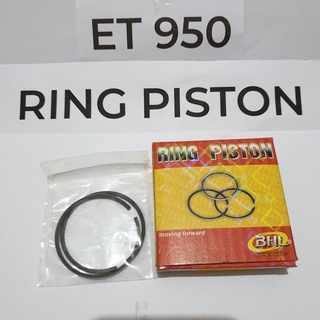 ET 950
RING PISTON
RING PISTON
moving forward
BHL